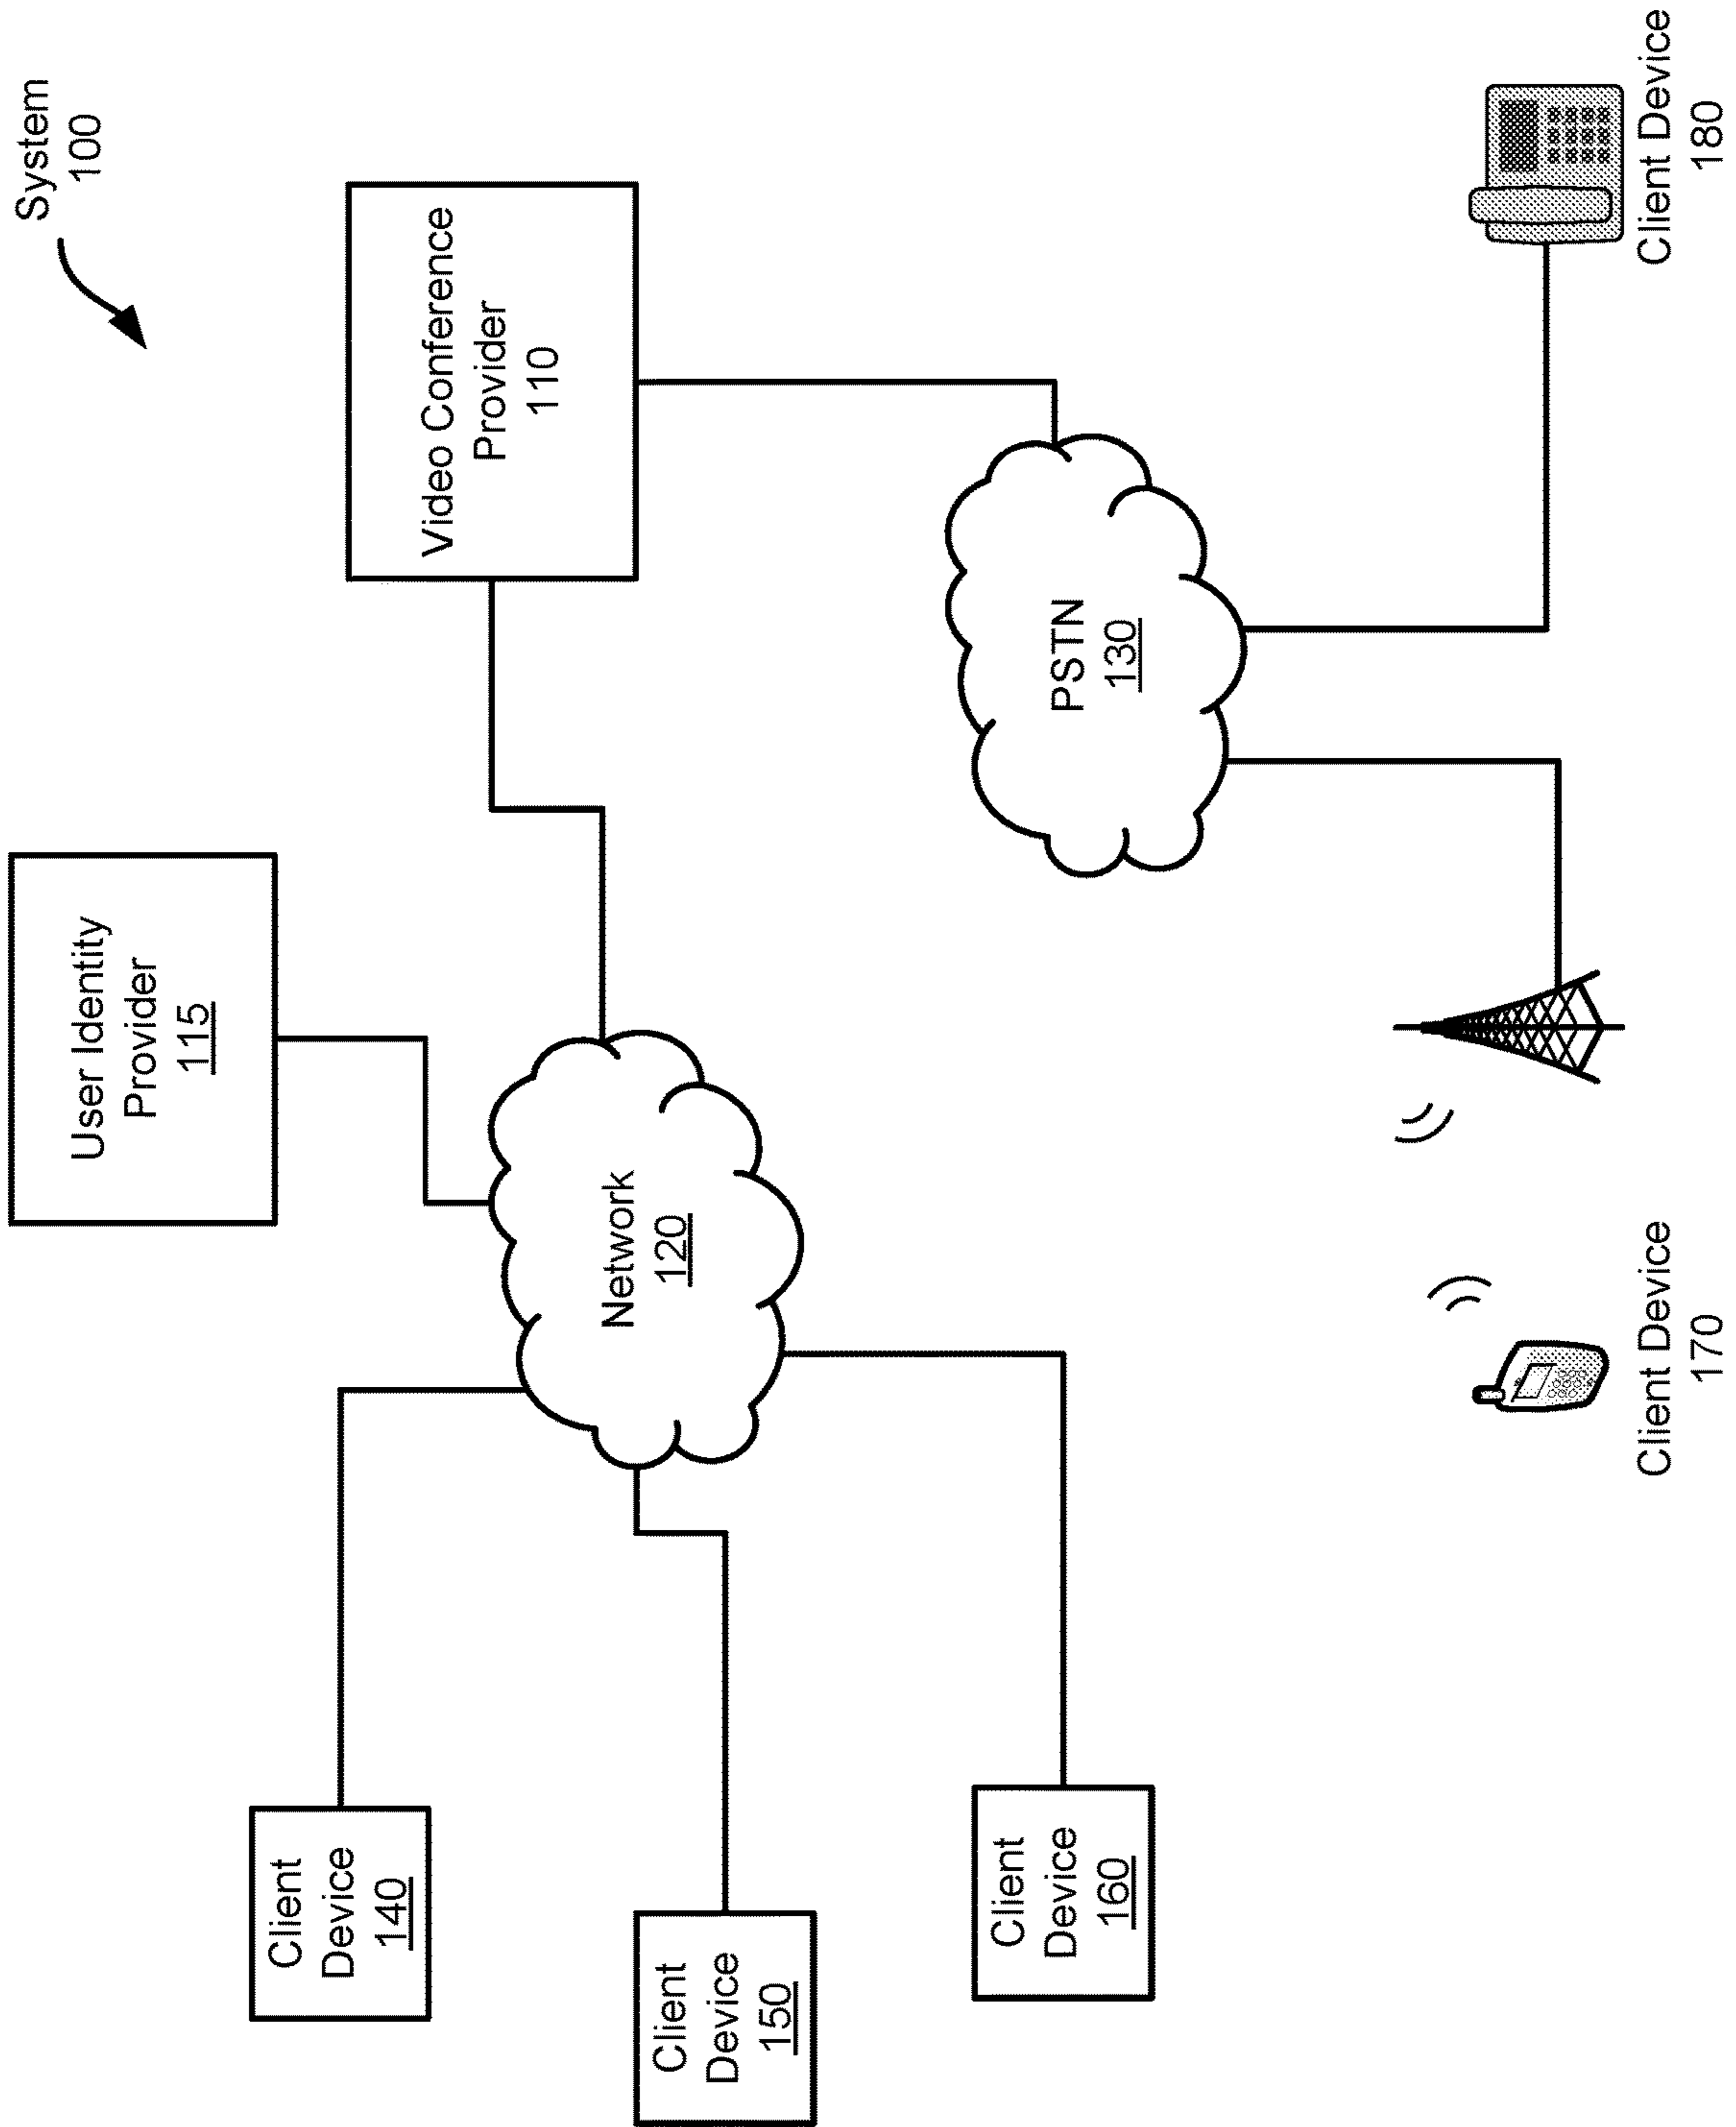 System
100
User Identity
Provider
115
Video Conference
Provider
110
Client
Device
140
Network
120
Client
Device
150
PSTN
130
Client
Device
160
Client Device
170
Client Device
180